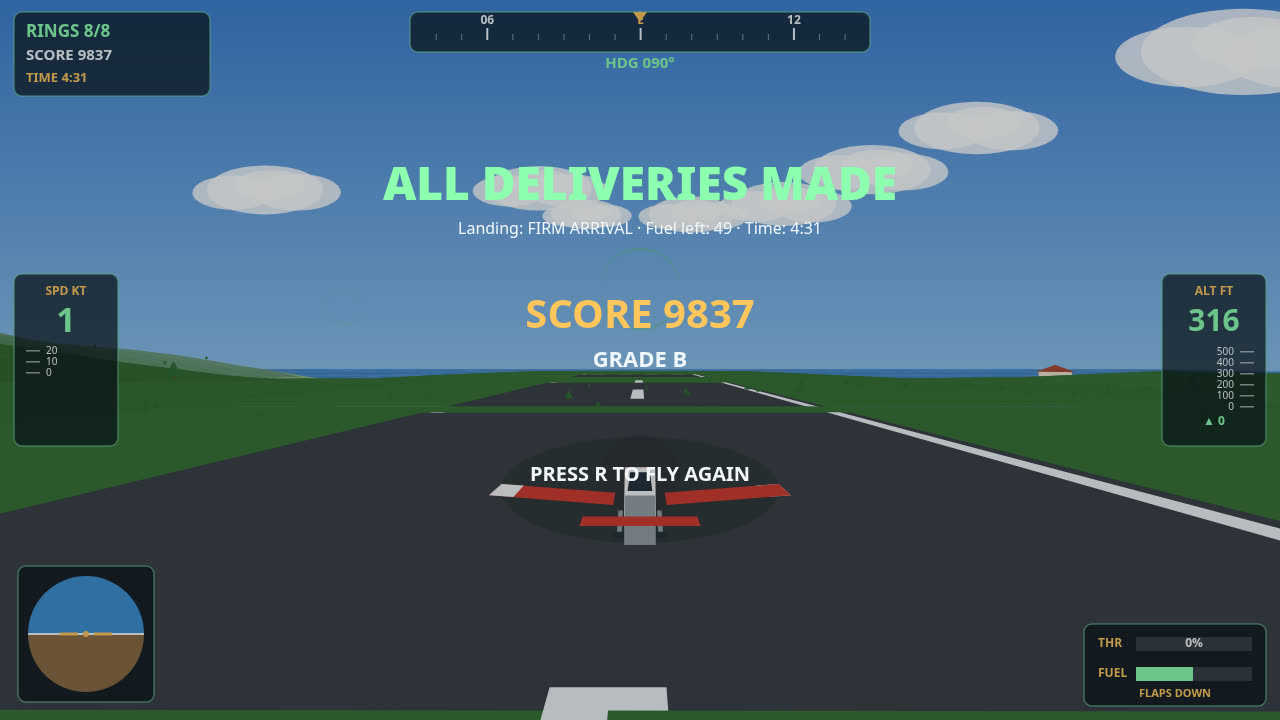 RINGS 8/8
SCORE 9837
TIME 4:31
06 E 12
HDG 090°
ALL DELIVERIES MADE
Landing: FIRM ARRIVAL · Fuel left: 49 · Time: 4:31
SCORE 9837
GRADE B
SPD KT
1
20
10
0
ALT FT
316
500
400
300
200
100
0
▲ 0
PRESS R TO FLY AGAIN
THR 0%
FUEL
FLAPS DOWN